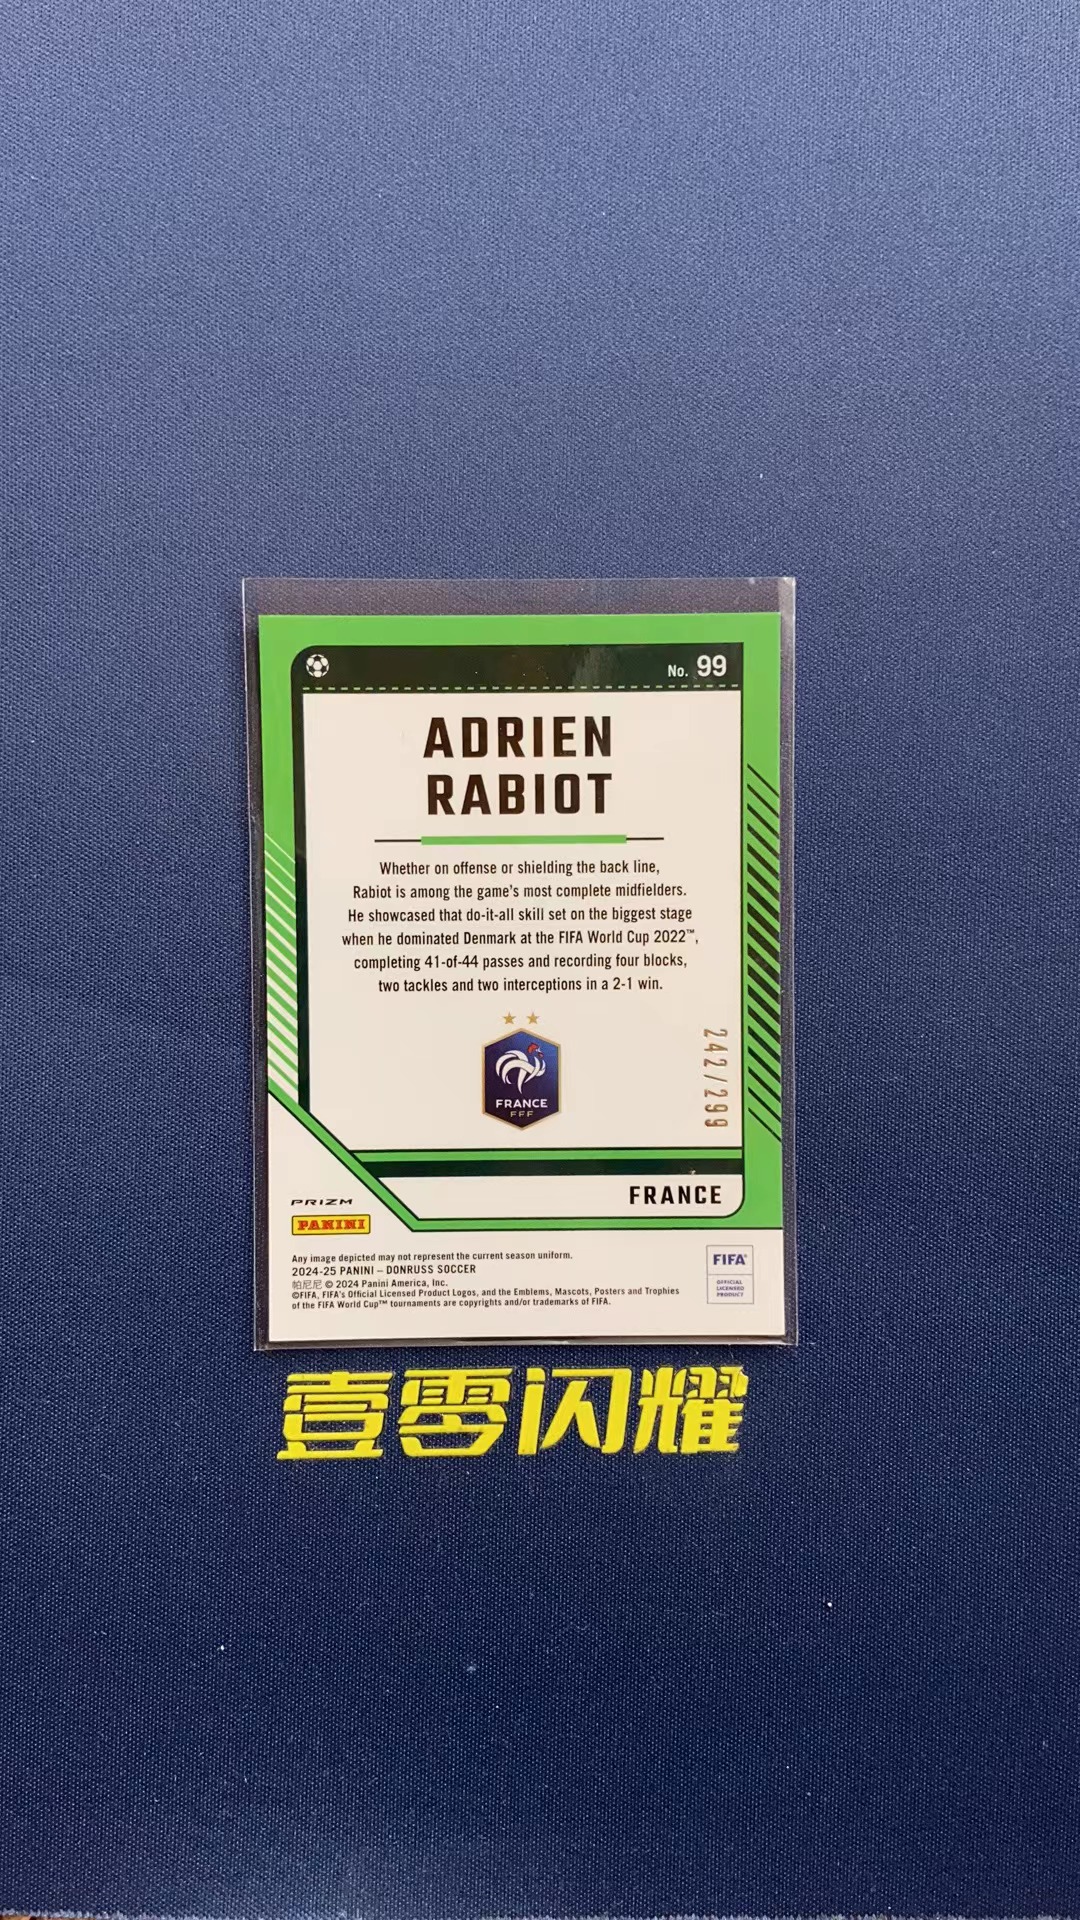 No. 99
ADRIEN
RABIOT
Whether on offense or shielding the back line,
Rabiot is among the game's most complete midfielders.
He showcased that do-it-all skill set on the biggest stage
when he dominated Denmark at the FIFA World Cup 2022™,
completing 41-of-44 passes and recording four blocks,
two tackles and two interceptions in a 2-1 win.
242/299
FRANCE
FFF
FRANCE
PRIZM
PANINI
Any image depicted may not represent the current season uniform.
2024-25 PANINI – DONRUSS SOCCER
帕尼尼 © 2024 Panini America, Inc.
©FIFA, FIFA's Official Licensed Product Logos, and the Emblems, Mascots, Posters and Trophies
of the FIFA World Cup™ tournaments are copyrights and/or trademarks of FIFA.
FIFA®
OFFICIAL
LICENSED
PRODUCT
壹零闪耀